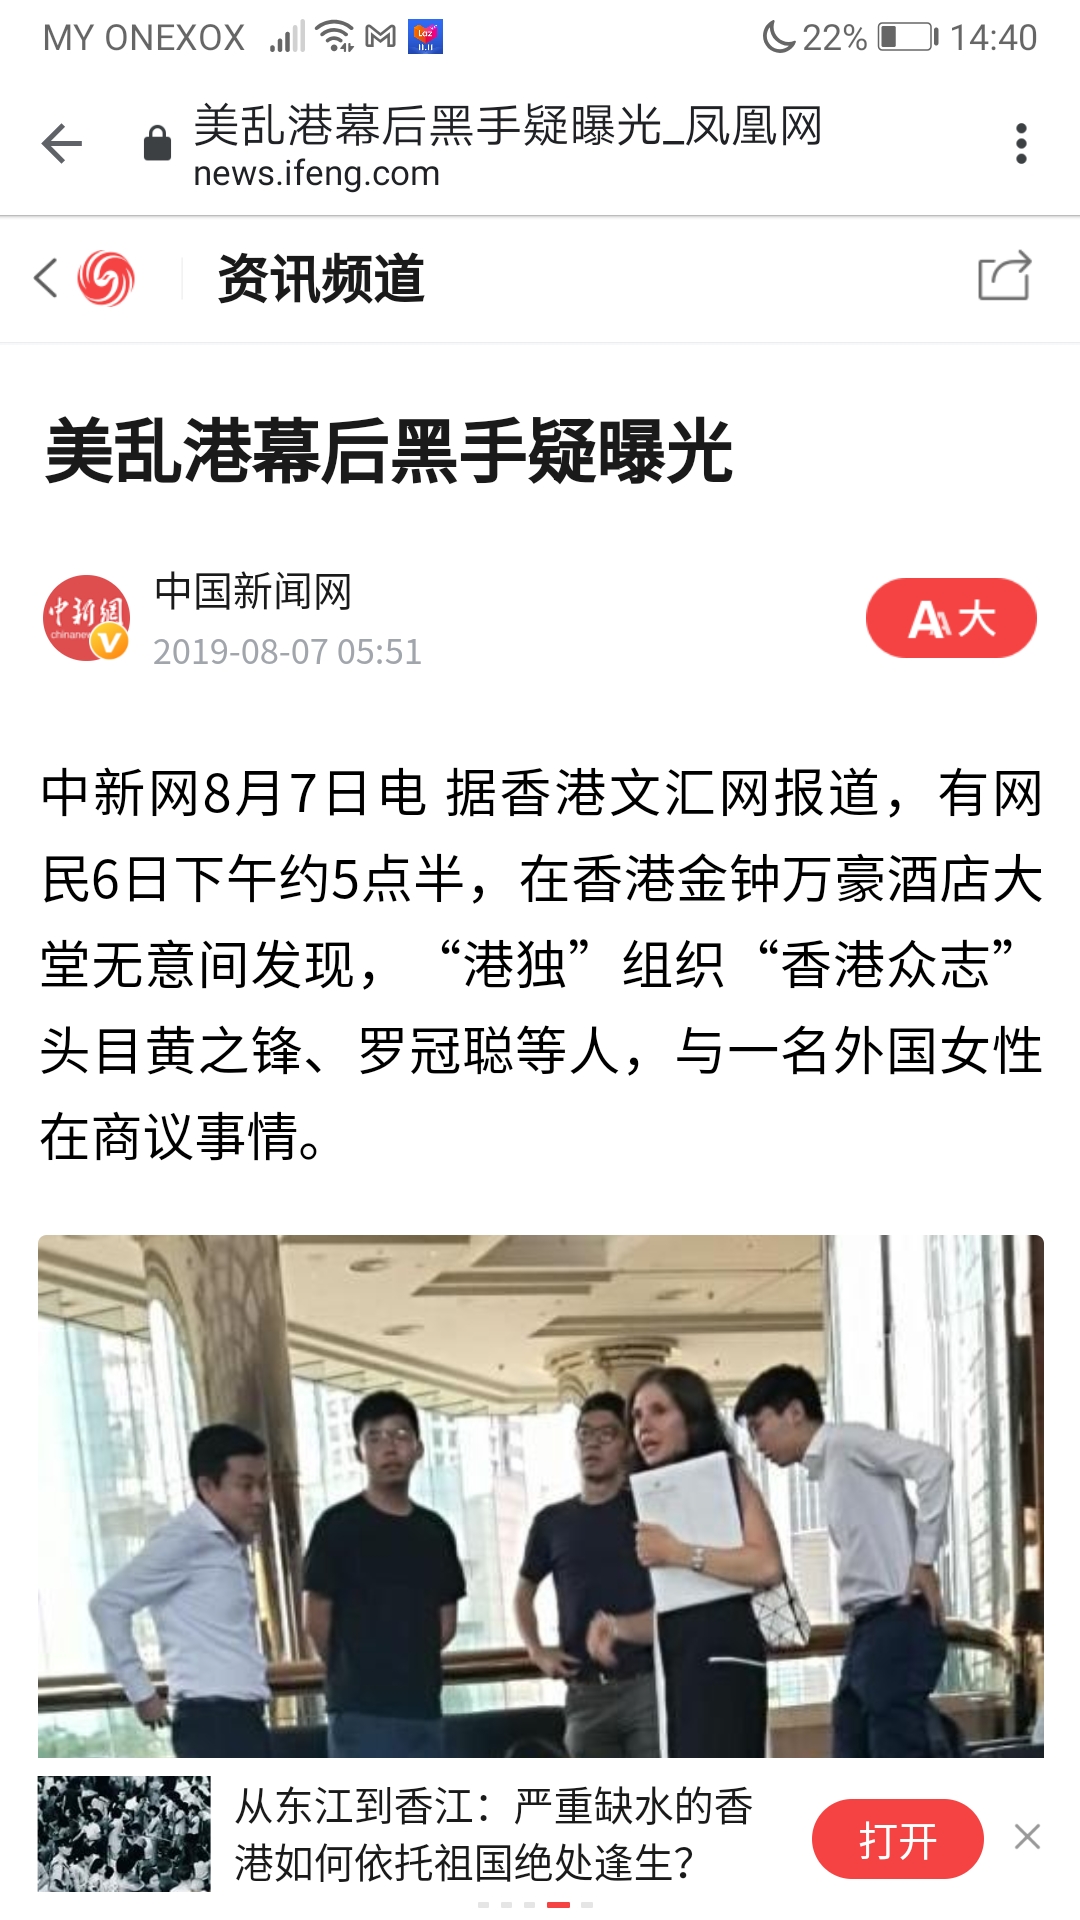 MY ONEXOX
22%
14:40
美乱港幕后黑手疑曝光_凤凰网
news.ifeng.com
资讯频道
美乱港幕后黑手疑曝光
中新網
中国新闻网
2019-08-07 05:51
大
中新网8月7日电 据香港文汇网报道，有网
民6日下午约5点半，在香港金钟万豪酒店大
堂无意间发现，“港独”组织“香港众志”
头目黄之锋、罗冠聪等人，与一名外国女性
在商议事情。
从东江到香江：严重缺水的香
港如何依托祖国绝处逢生？
打开